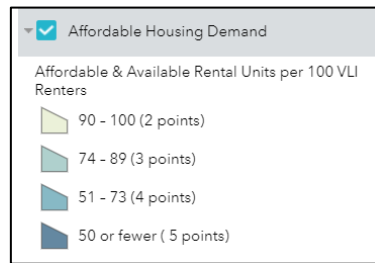 Affordable Housing Demand
Affordable & Available Rental Units per 100 VLI
Renters
90 - 100 (2 points)
74 - 89 (3 points)
51 - 73 (4 points)
50 or fewer ( 5 points)